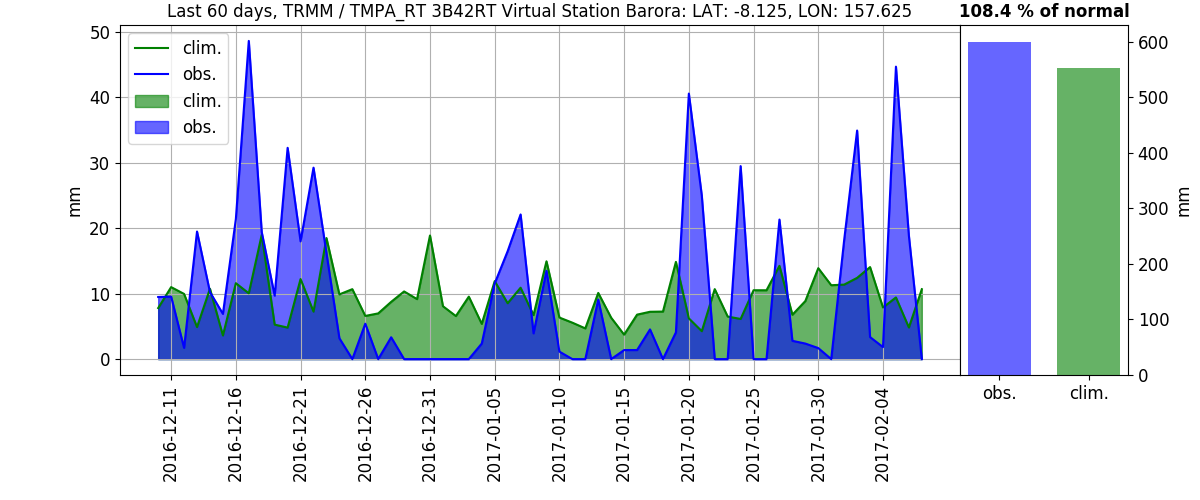 Last 60 days, TRMM / TMPA_RT 3B42RT Virtual Station Barora: LAT: -8.125, LON: 157.625
108.4 % of normal
clim.
obs.
clim.
obs.
50
40
30
20
10
0
mm
2016-12-11
2016-12-16
2016-12-21
2016-12-26
2016-12-31
2017-01-05
2017-01-10
2017-01-15
2017-01-20
2017-01-25
2017-01-30
2017-02-04
600
500
400
300
200
100
0
mm
obs.
clim.